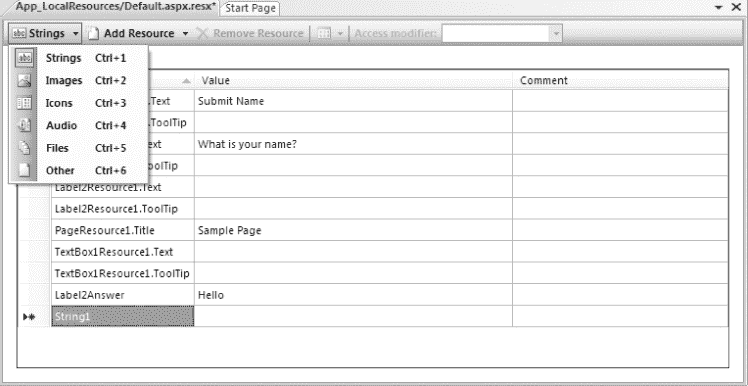 App_LocalResources/Default.aspx.resx* Start Page
Strings Add Resource Remove Resource Access modifier:
Strings Ctrl+1
Images Ctrl+2
Icons Ctrl+3
Audio Ctrl+4
Files Ctrl+5
Other Ctrl+6
Value Comment
.Text Submit Name
.ToolTip
ext What is your name?
oolTip
Label2Resource1.Text
Label2Resource1.ToolTip
PageResource1.Title Sample Page
TextBox1Resource1.Text
TextBox1Resource1.ToolTip
Label2Answer Hello
String1